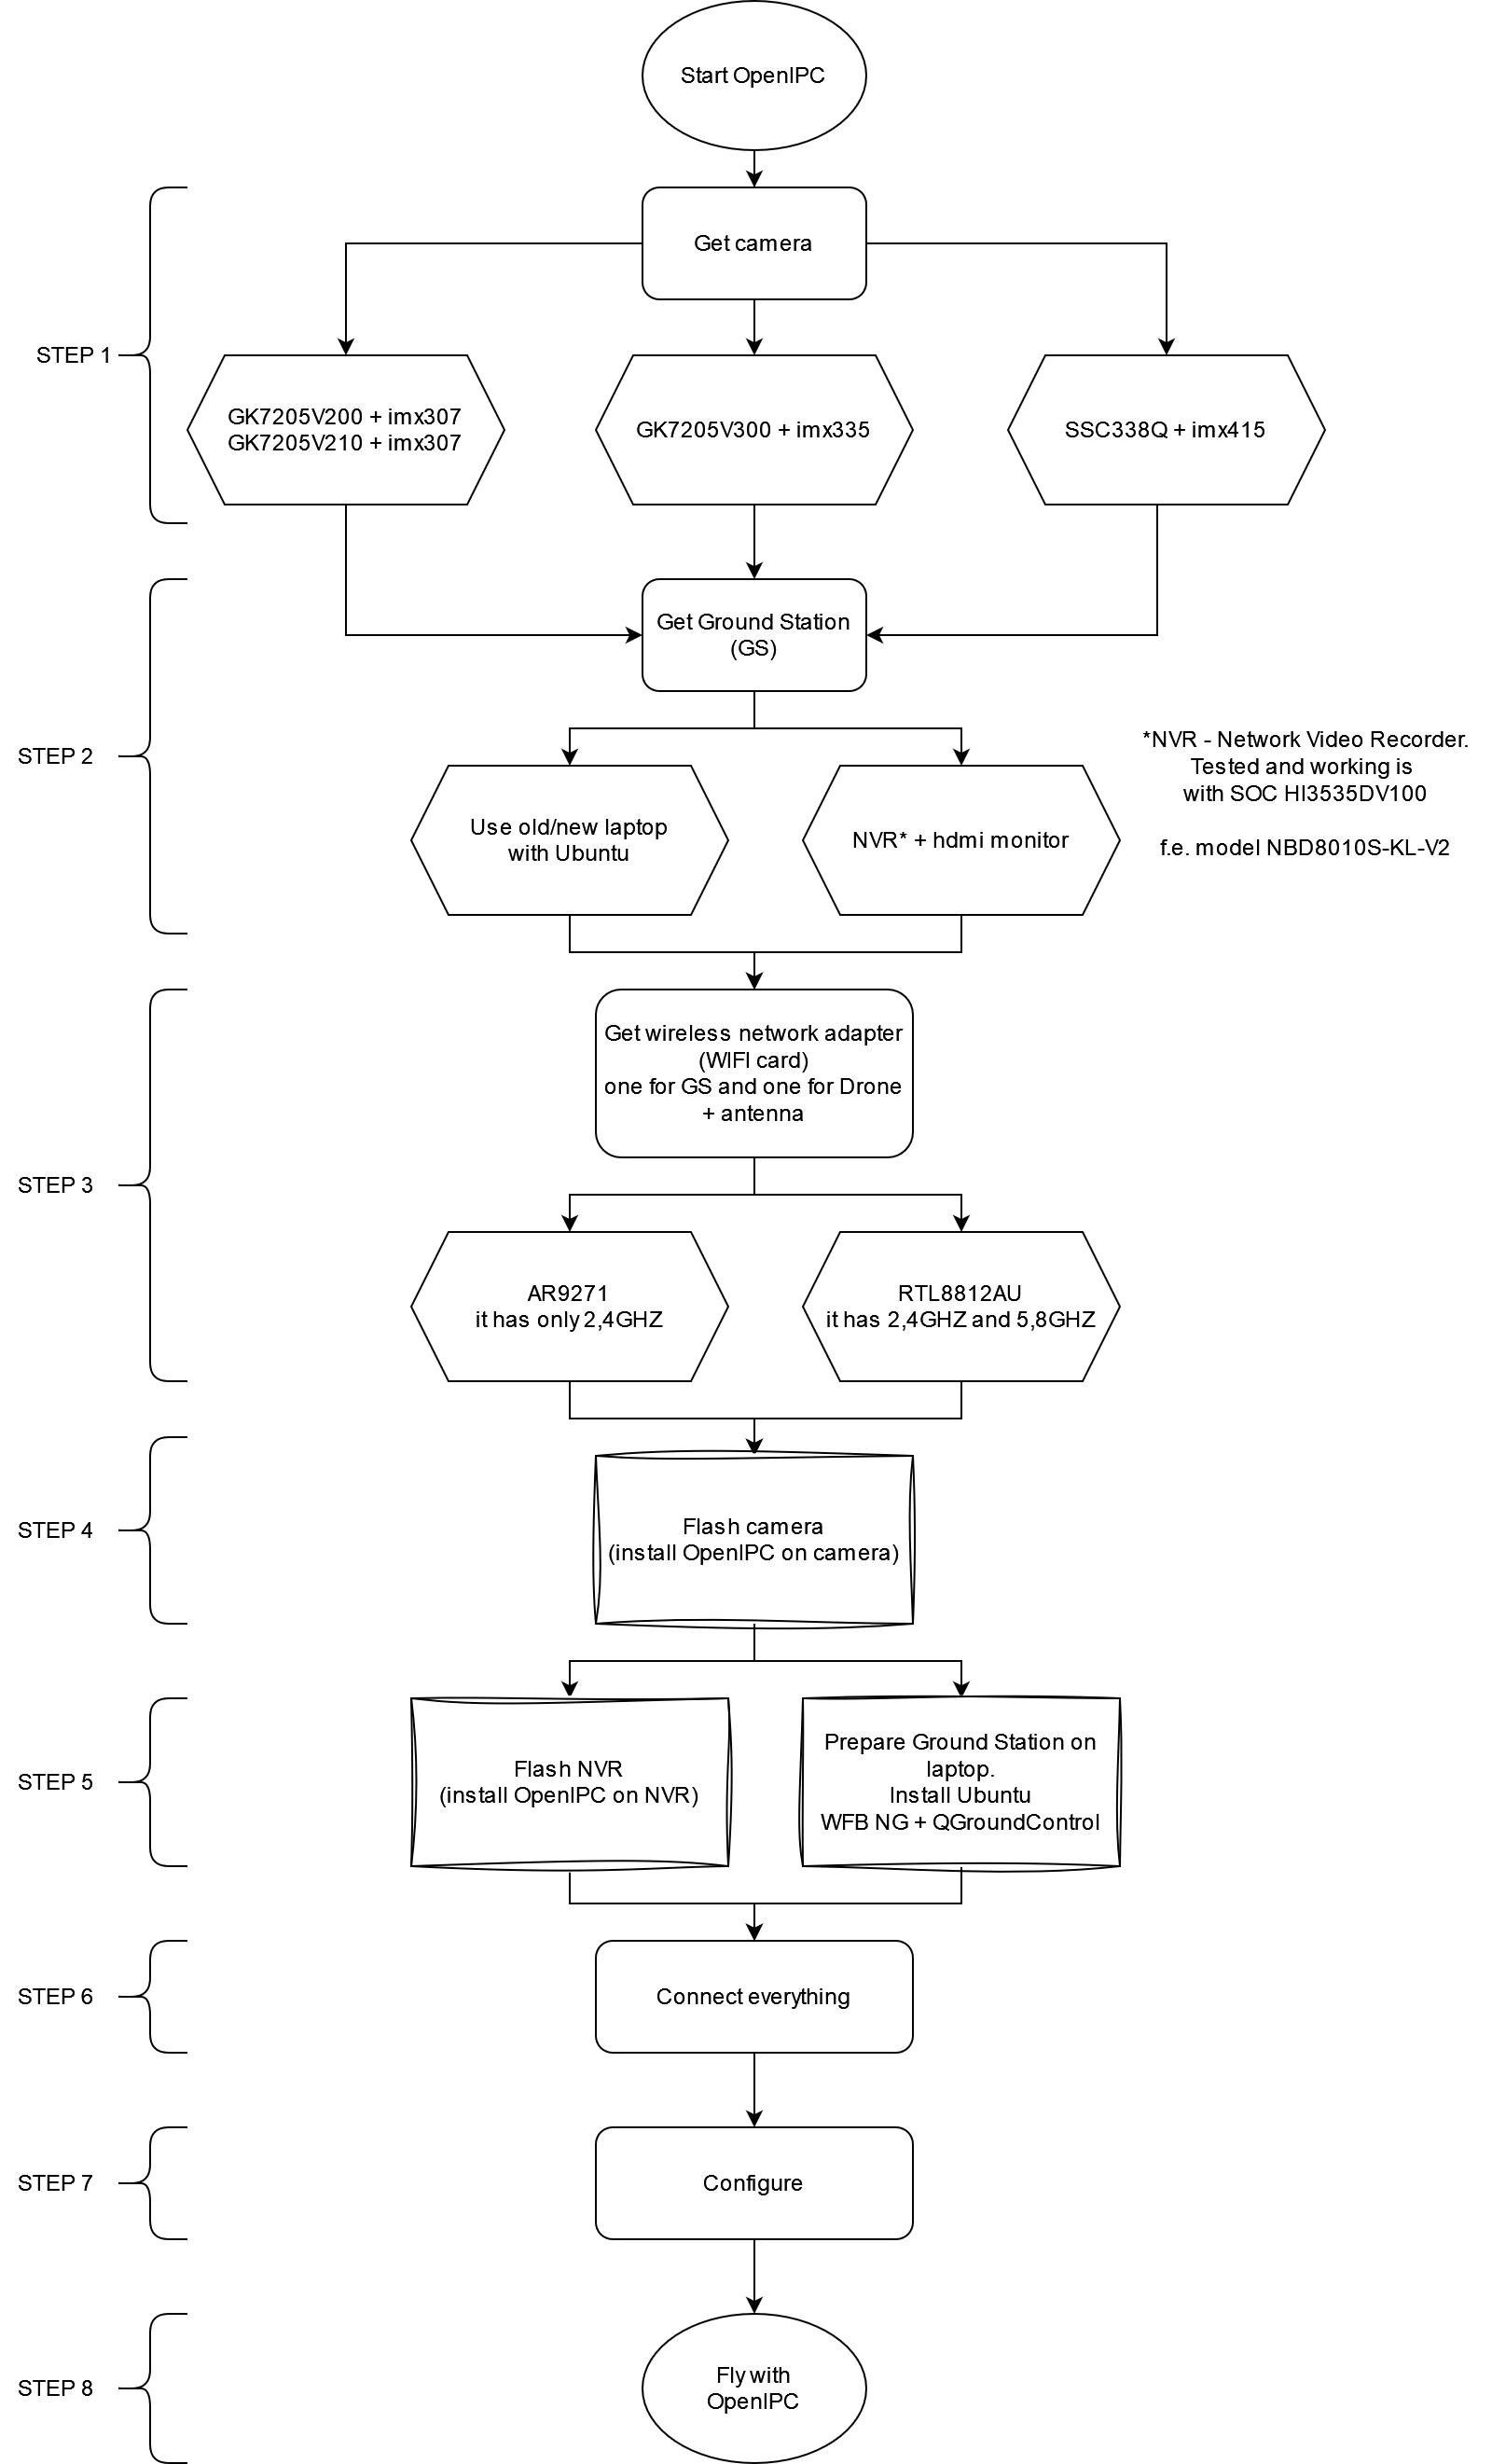 Start OpenIPC
Get camera
STEP 1
GK7205V200 + imx307
GK7205V210 + imx307
GK7205V300 + imx335
SSC338Q + imx415
Get Ground Station
(GS)
STEP 2
*NVR - Network Video Recorder.
Tested and working is
with SOC HI3535DV100
f.e. model NBD8010S-KL-V2
Use old/new laptop
with Ubuntu
NVR* + hdmi monitor
Get wireless network adapter
(WIFI card)
one for GS and one for Drone
+ antenna
STEP 3
AR9271
it has only 2,4GHZ
RTL8812AU
it has 2,4GHZ and 5,8GHZ
STEP 4
Flash camera
(install OpenIPC on camera)
STEP 5
Flash NVR
(install OpenIPC on NVR)
Prepare Ground Station on
laptop.
Install Ubuntu
WFB NG + QGroundControl
STEP 6
Connect everything
STEP 7
Configure
STEP 8
Fly with
OpenIPC